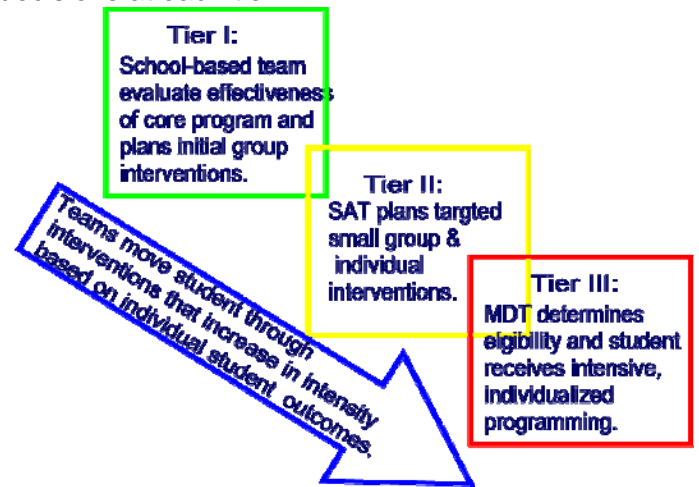 Tier I:
School-based team
evaluate effectiveness
of core program and
plans initial group
interventions.
Tier II:
SAT plans targted
small group &
individual
interventions.
Tier III:
MDT determines
eligibility and student
receives intensive,
individualized
programming.
Teams move student through
interventions that increase in intensity
based on individual student outcomes.